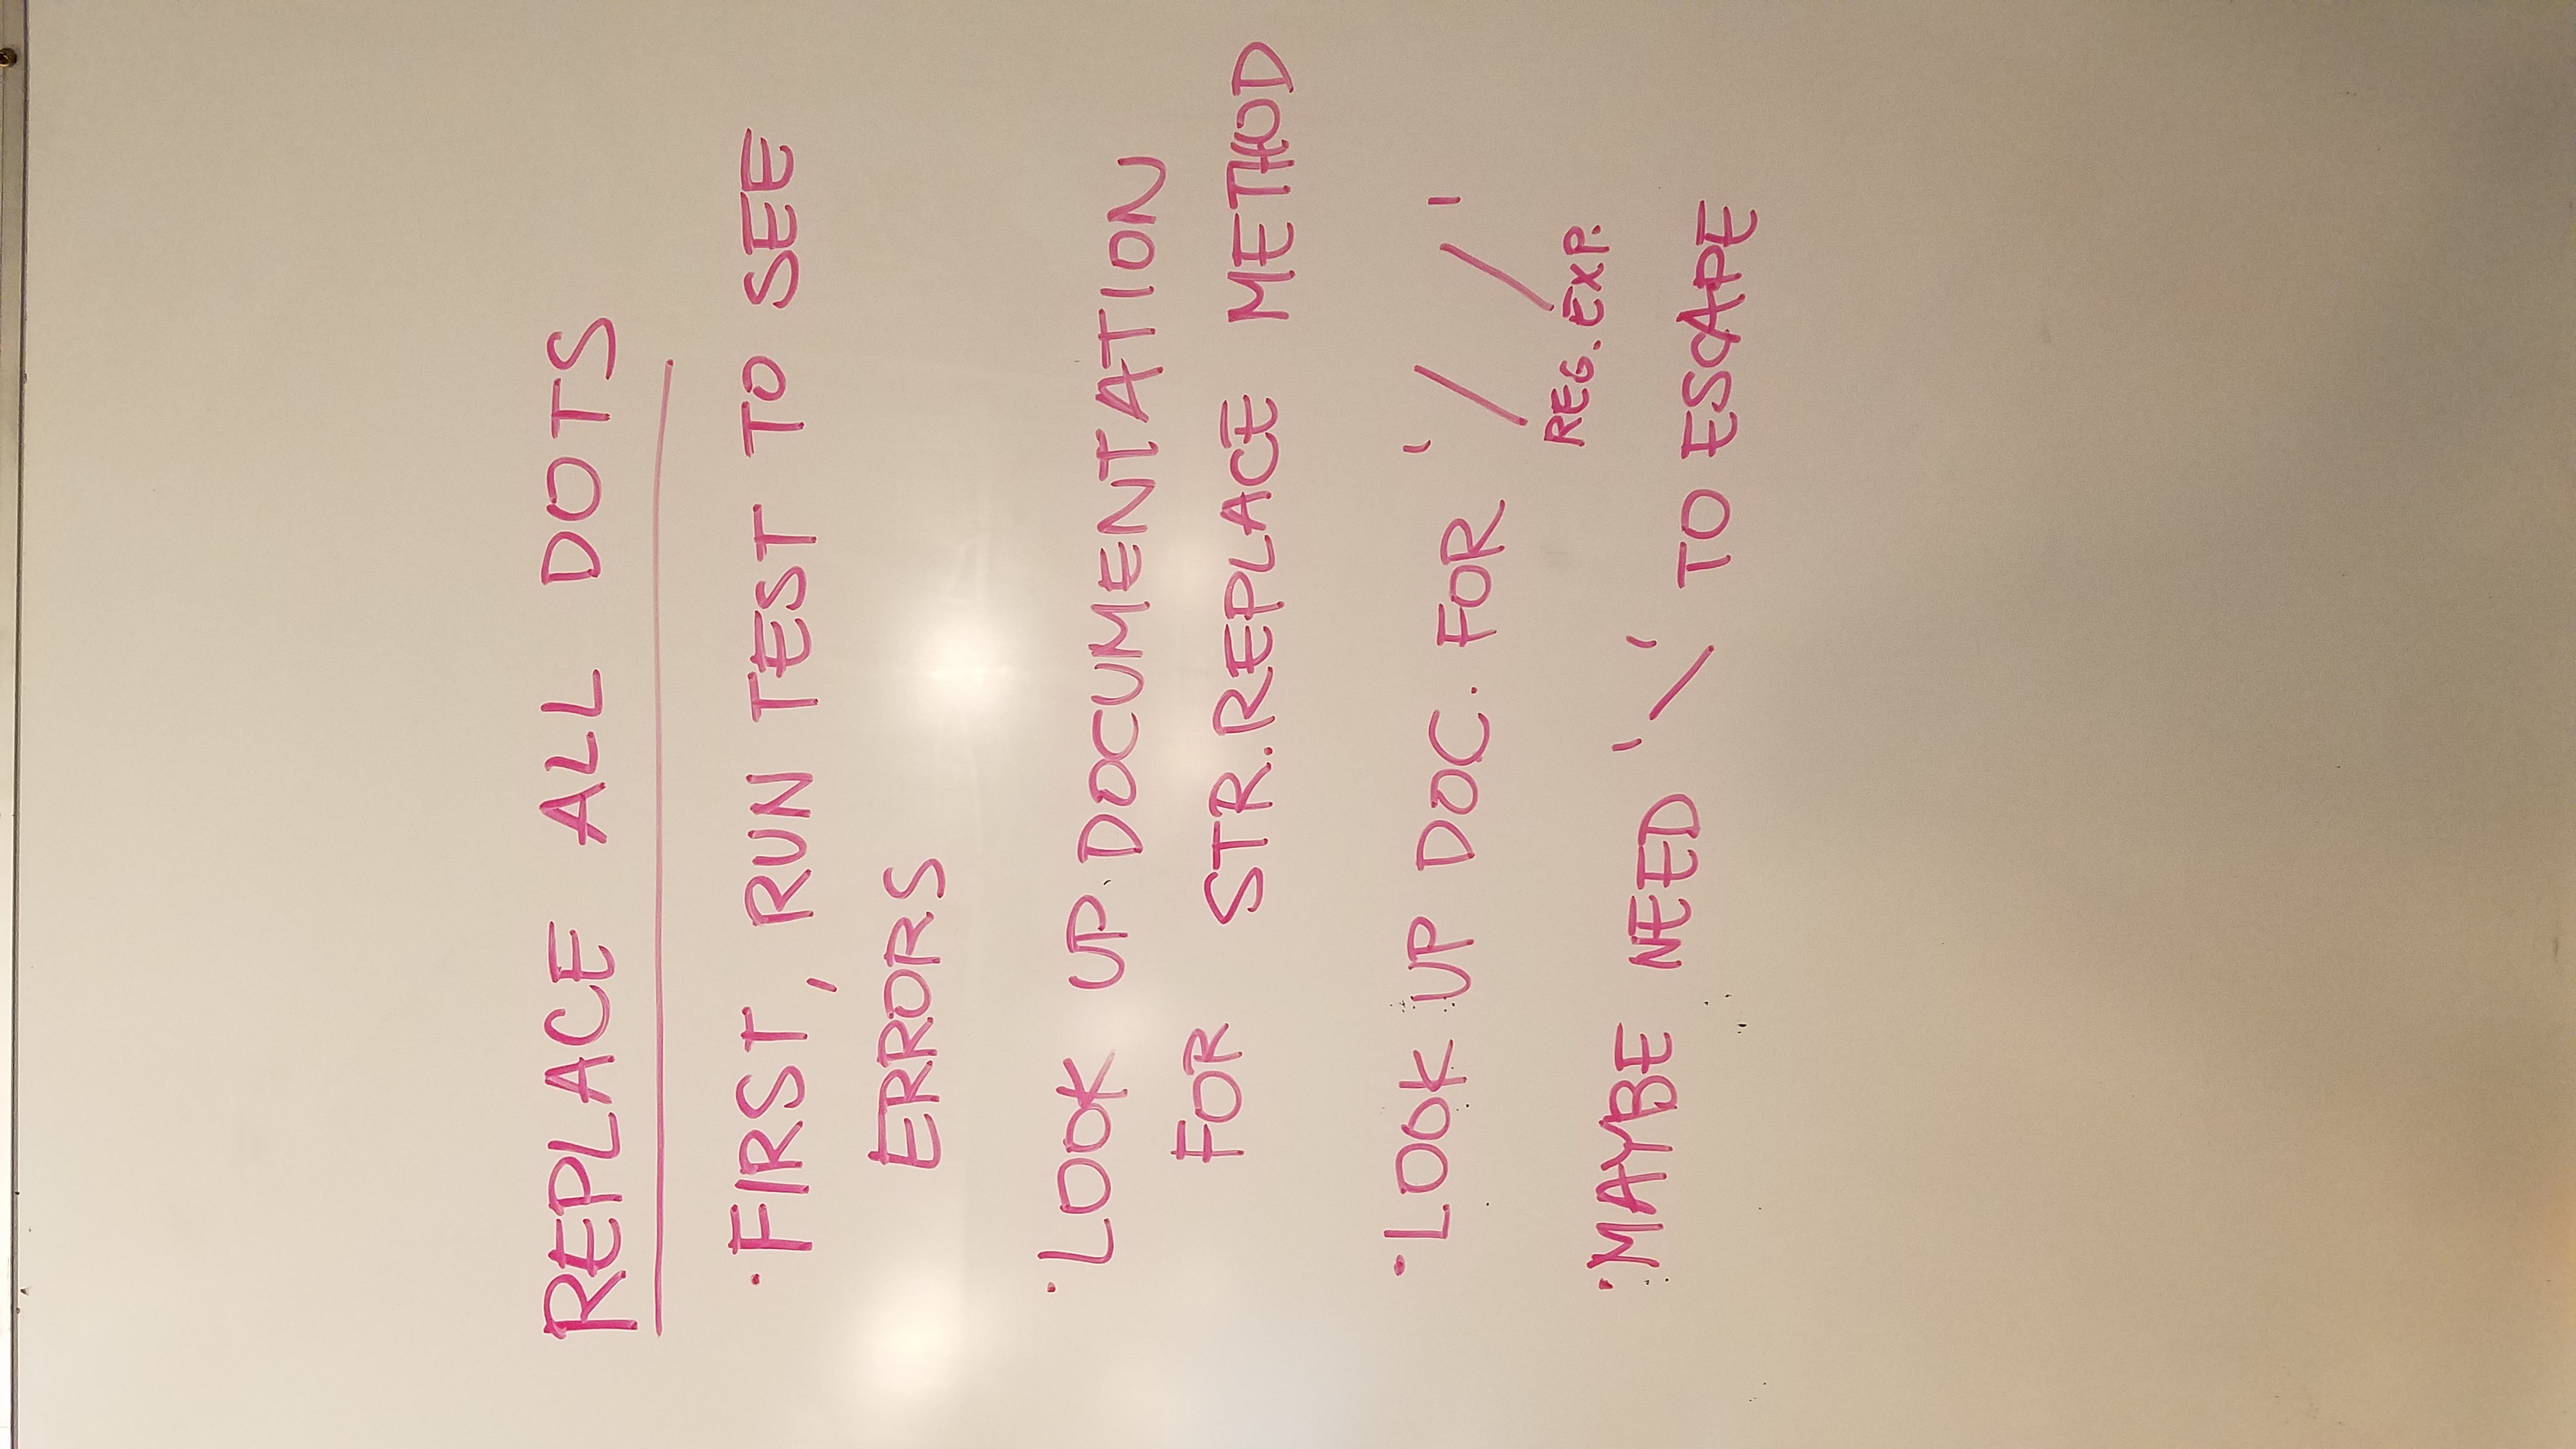 REPLACE ALL DOTS
·FIRST, RUN TEST TO SEE
ERRORS
·LOOK UP DOCUMENTATION
FOR STR.REPLACE METHOD
·LOOK UP DOC. FOR '/ /'
REG. EXP.
·MAYBE NEED '\' TO ESCAPE